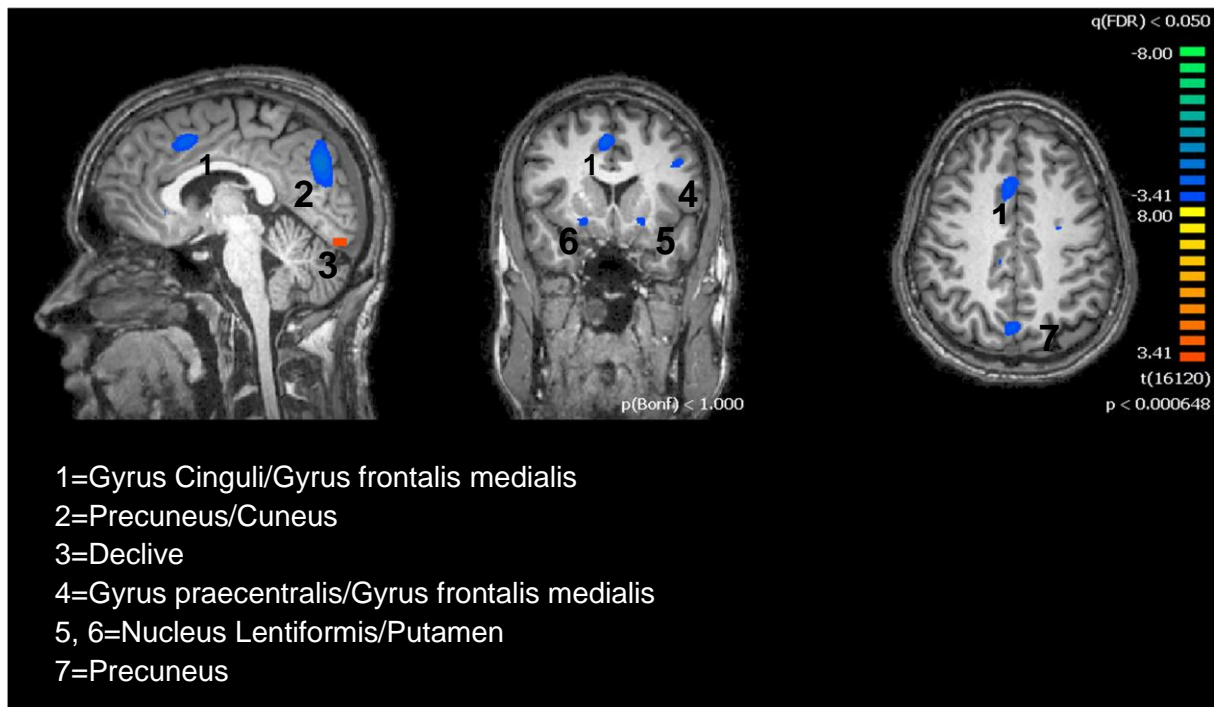 q(FDR) < 0.050
-8.00
-3.41
8.00
3.41
t(16120)
p < 0.000648
1
2
3
1
4
6
5
p(Bonf) < 1.000
1
7
1=Gyrus Cinguli/Gyrus frontalis medialis
2=Precuneus/Cuneus
3=Declive
4=Gyrus praecentralis/Gyrus frontalis medialis
5, 6=Nucleus Lentiformis/Putamen
7=Precuneus